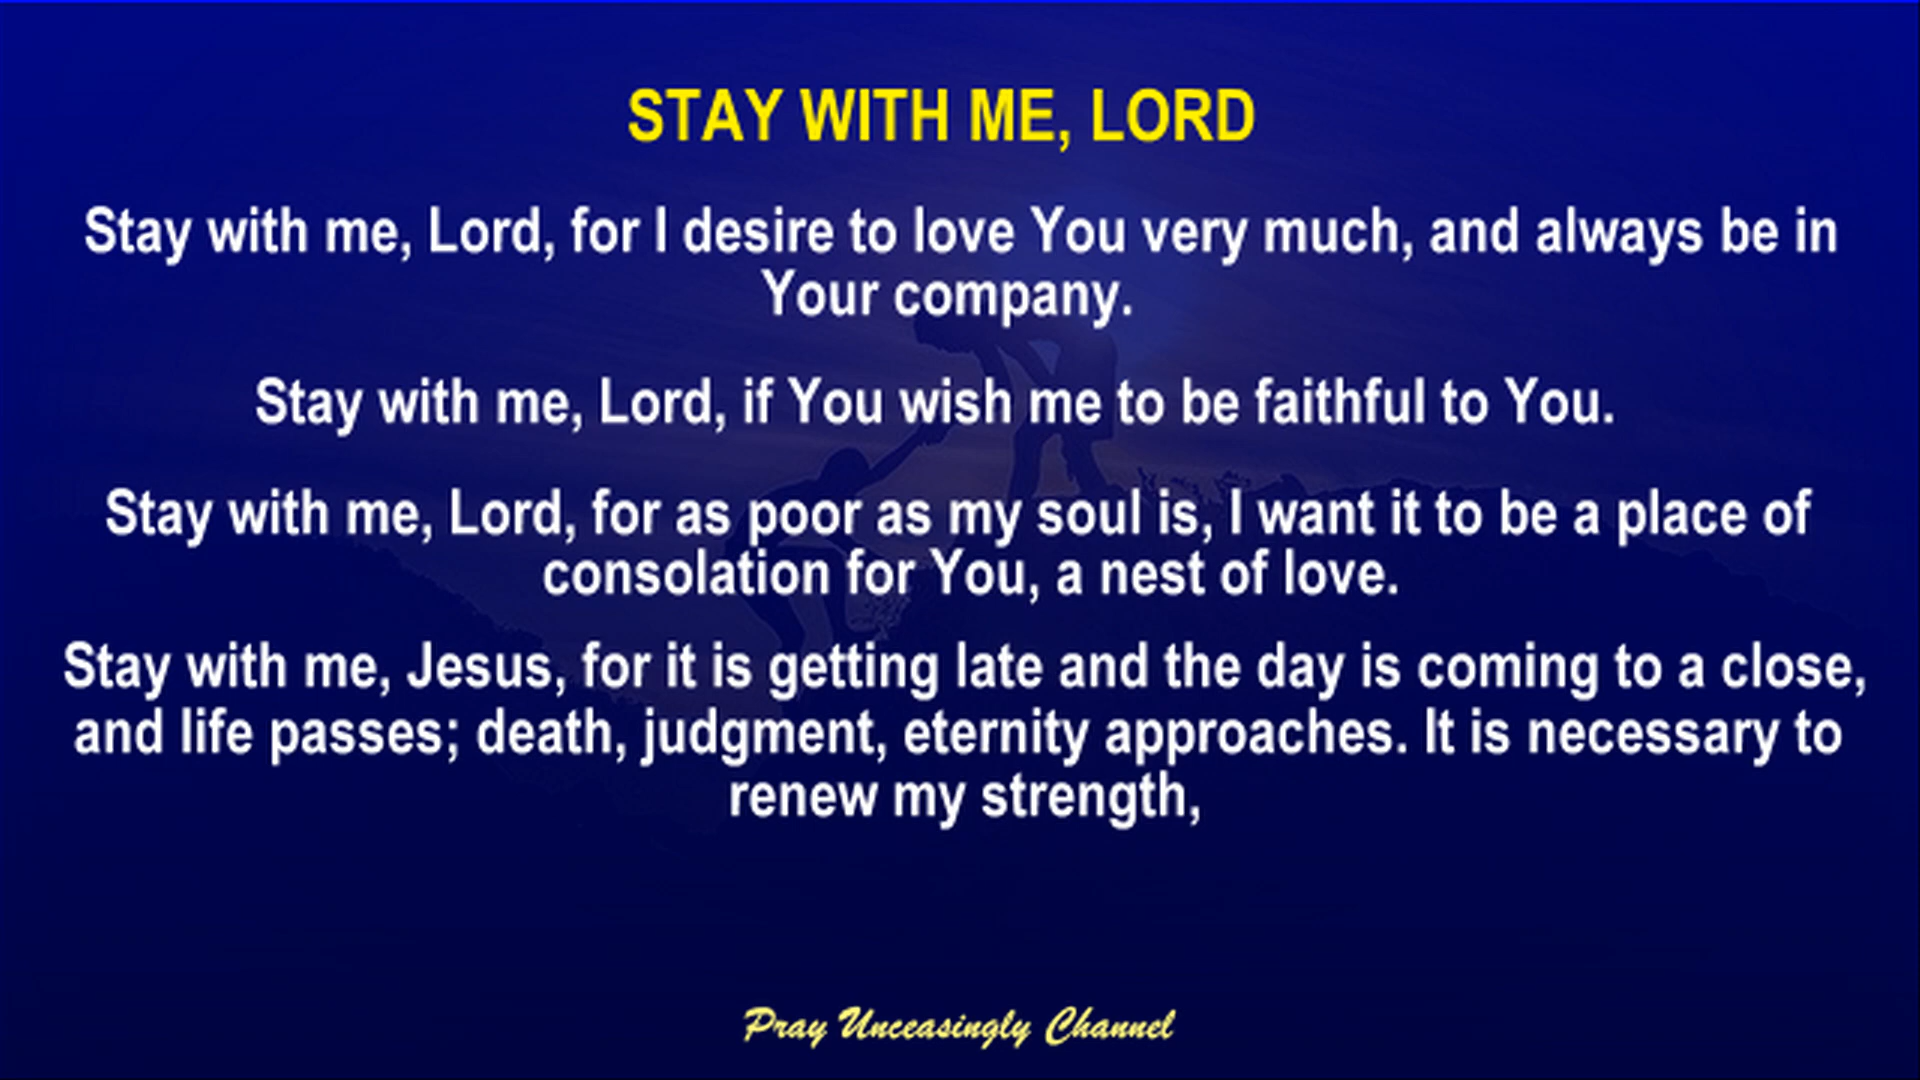 STAY WITH ME, LORD
Stay with me, Lord, for I desire to love You very much, and always be in
Your company.
Stay with me, Lord, if You wish me to be faithful to You.
Stay with me, Lord, for as poor as my soul is, I want it to be a place of
consolation for You, a nest of love.
Stay with me, Jesus, for it is getting late and the day is coming to a close,
and life passes; death, judgment, eternity approaches. It is necessary to
renew my strength,
Pray Unceasingly Channel